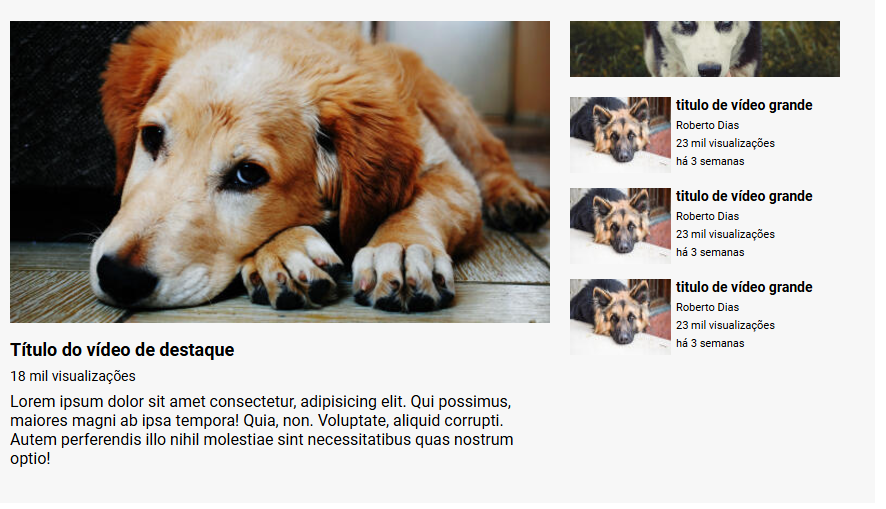 Título do vídeo de destaque
18 mil visualizações
Lorem ipsum dolor sit amet consectetur, adipisicing elit. Qui possimus,
maiores magni ab ipsa tempora! Quia, non. Voluptate, aliquid corrupti.
Autem perferendis illo nihil molestiae sint necessitatibus quas nostrum
optio!
titulo de vídeo grande
Roberto Dias
23 mil visualizações
há 3 semanas
titulo de vídeo grande
Roberto Dias
23 mil visualizações
há 3 semanas
titulo de vídeo grande
Roberto Dias
23 mil visualizações
há 3 semanas